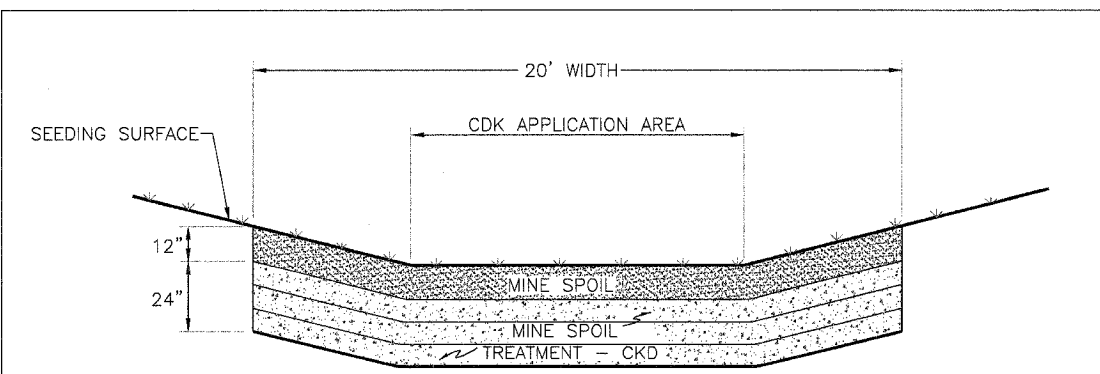 20' WIDTH
CDK APPLICATION AREA
SEEDING SURFACE
12"
24"
MINE SPOIL
MINE SPOIL
TREATMENT - CKD